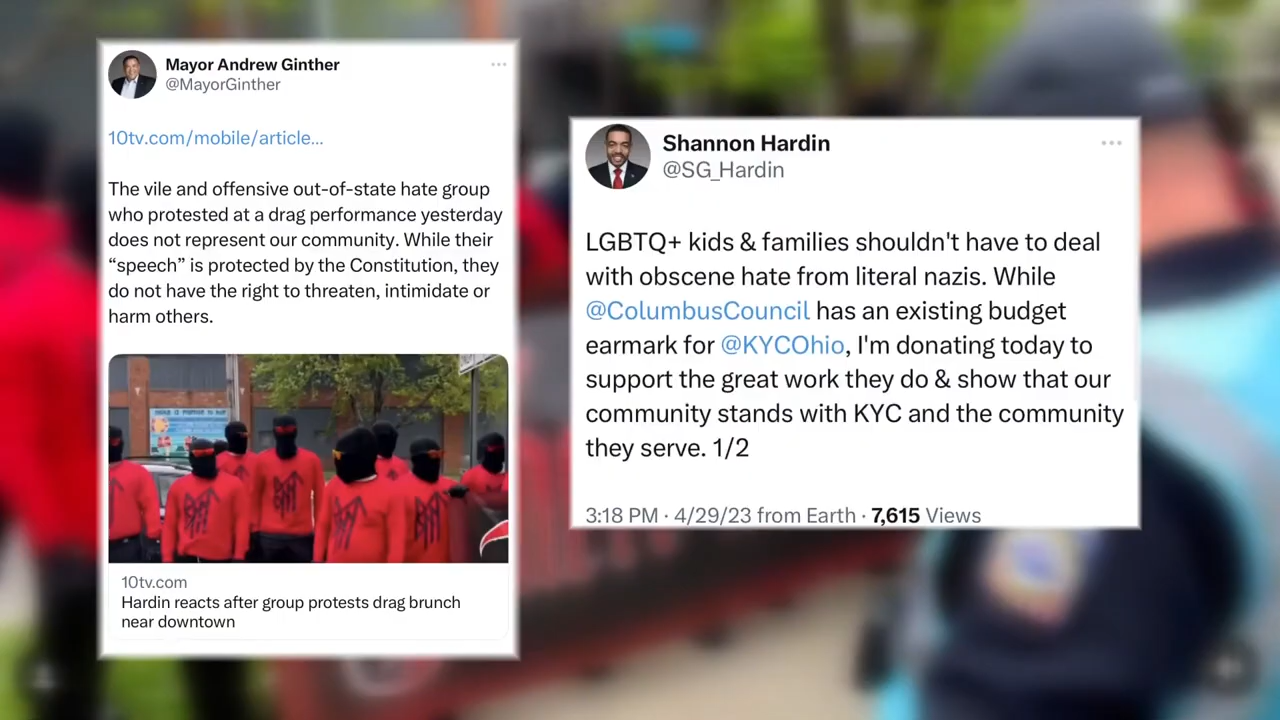 Mayor Andrew Ginther
@MayorGinther
10tv.com/mobile/article...
The vile and offensive out-of-state hate group
who protested at a drag performance yesterday
does not represent our community. While their
“speech” is protected by the Constitution, they
do not have the right to threaten, intimidate or
harm others.
10tv.com
Hardin reacts after group protests drag brunch
near downtown
Shannon Hardin
@SG_Hardin
LGBTQ+ kids & families shouldn't have to deal
with obscene hate from literal nazis. While
@ColumbusCouncil has an existing budget
earmark for @KYCOhio, I'm donating today to
support the great work they do & show that our
community stands with KYC and the community
they serve. 1/2
3:18 PM · 4/29/23 from Earth · 7,615 Views